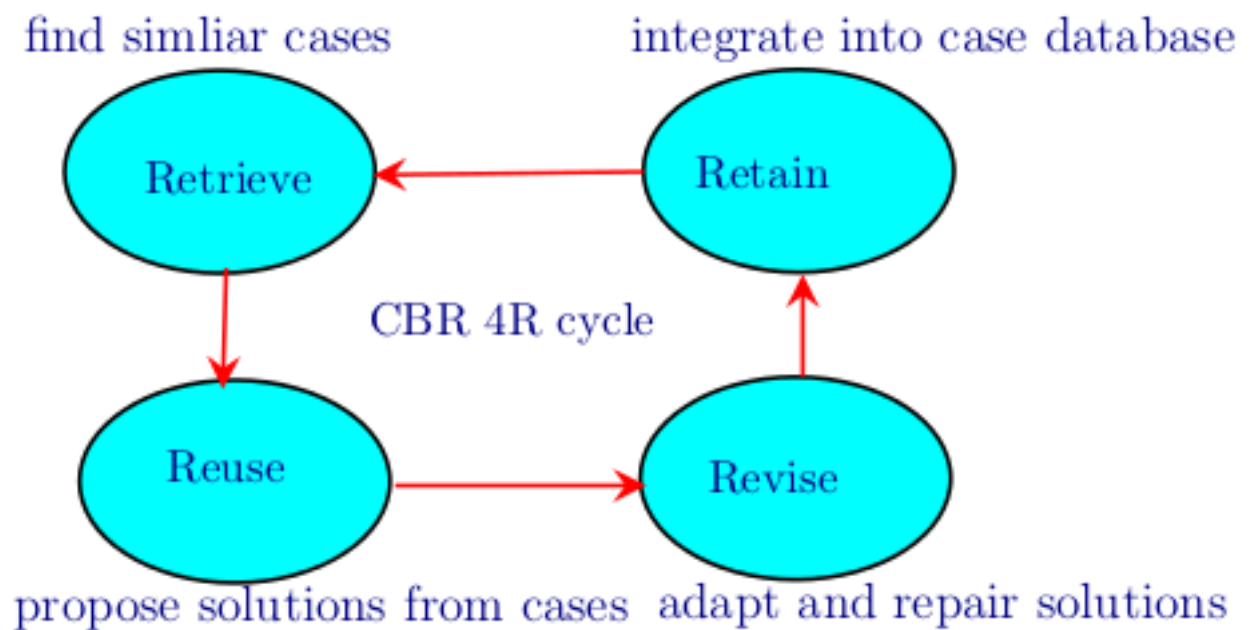 find simliar cases
integrate into case database
Retrieve
Retain
CBR 4R cycle
Reuse
Revise
propose solutions from cases
adapt and repair solutions